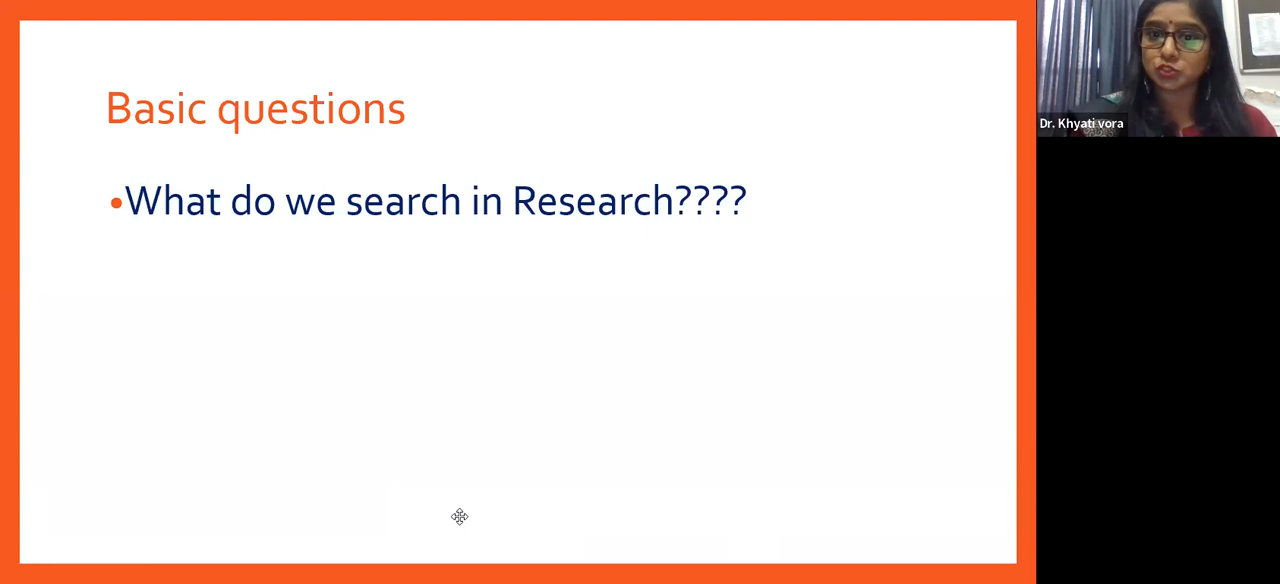 Basic questions
•What do we search in Research????
Dr. Khyati vora